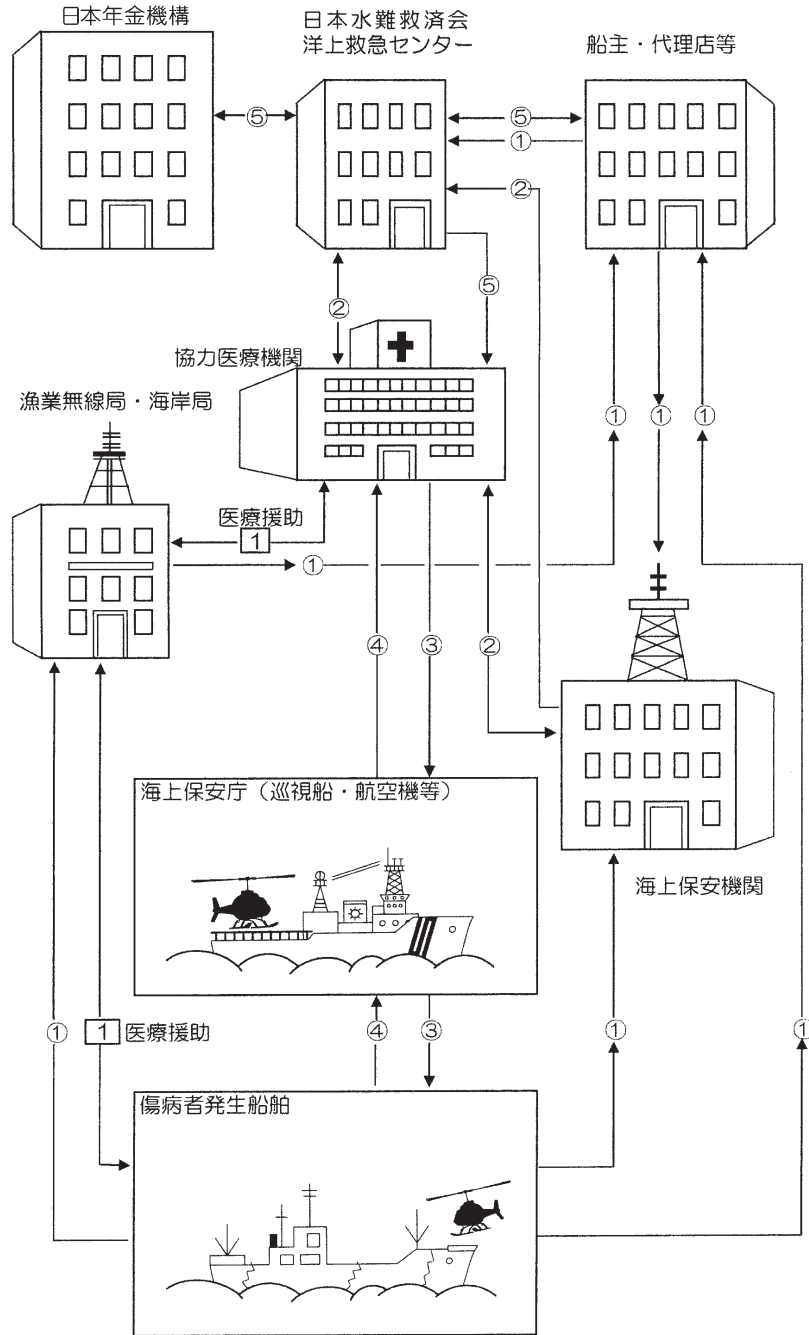 日本年金機構
日本水難救済会
洋上救急センター
船主・代理店等
⑤
⑤
①
②
②
⑤
協力医療機関
漁業無線局・海岸局
①
①
①
医療援助
1
①
④
③
②
海上保安庁（巡視船・航空機等）
海上保安機関
①
1
医療援助
④
③
①
①
傷病者発生船舶